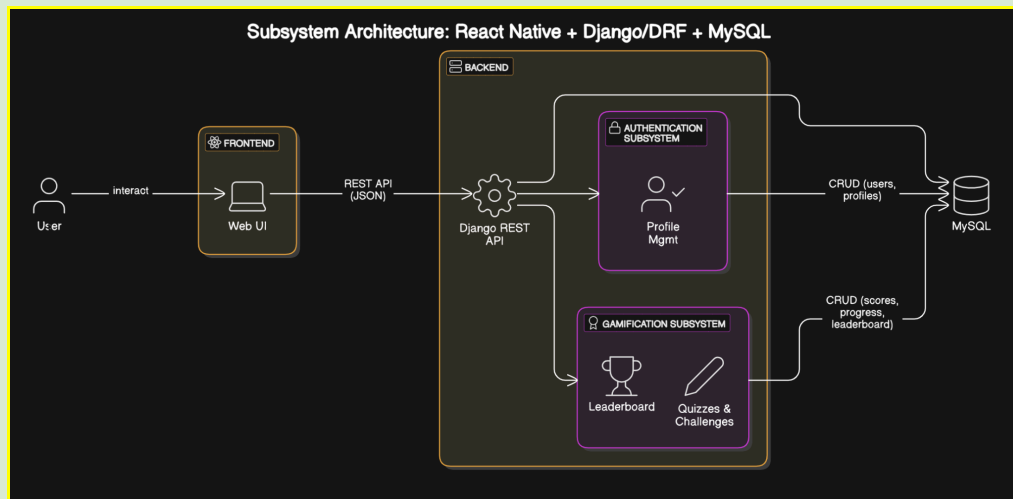 Subsystem Architecture: React Native + Django/DRF + MySQL
BACKEND
FRONTEND
AUTHENTICATION
SUBSYSTEM
User
interact
Web UI
REST API
(JSON)
Django REST
API
Profile
Mgmt
CRUD (users,
profiles)
MySQL
CRUD (scores,
progress,
leaderboard)
GAMIFICATION SUBSYSTEM
Leaderboard
Quizzes &
Challenges